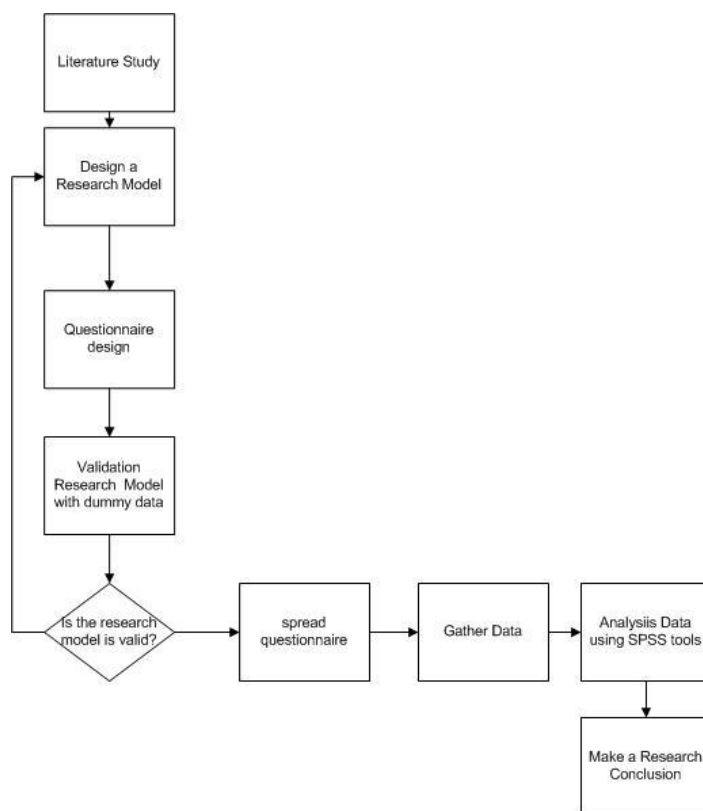 Literature Study
Design a
Research Model
Questionnaire
design
Validation
Research Model
with dummy data
Is the research
model is valid?
spread
questionnaire
Gather Data
Analysiis Data
using SPSS tools
Make a Research
Conclusion